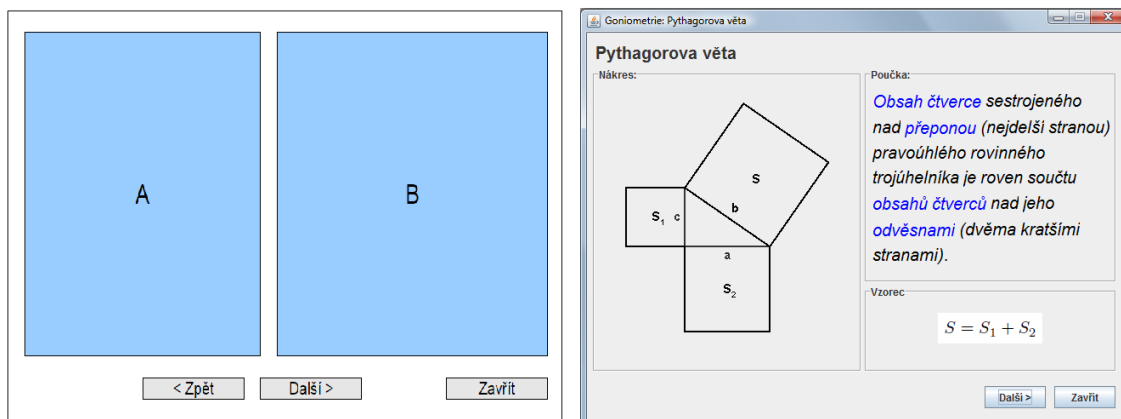 A
B
< Zpět
Další >
Zavřít
Goniometrie: Pythagorova věta
Pythagorova věta
Nákres:
S
S₁
c
b
a
S₂
Poučka:
Obsah čtverce sestrojeného
nad přeponou (nejdelší stranou)
pravoúhlého rovinného
trojúhelníka je roven součtu
obsahů čtverců nad jeho
odvěsnami (dvěma kratšími
stranami).
Vzorec
S = S₁ + S₂
Další >
Zavřít